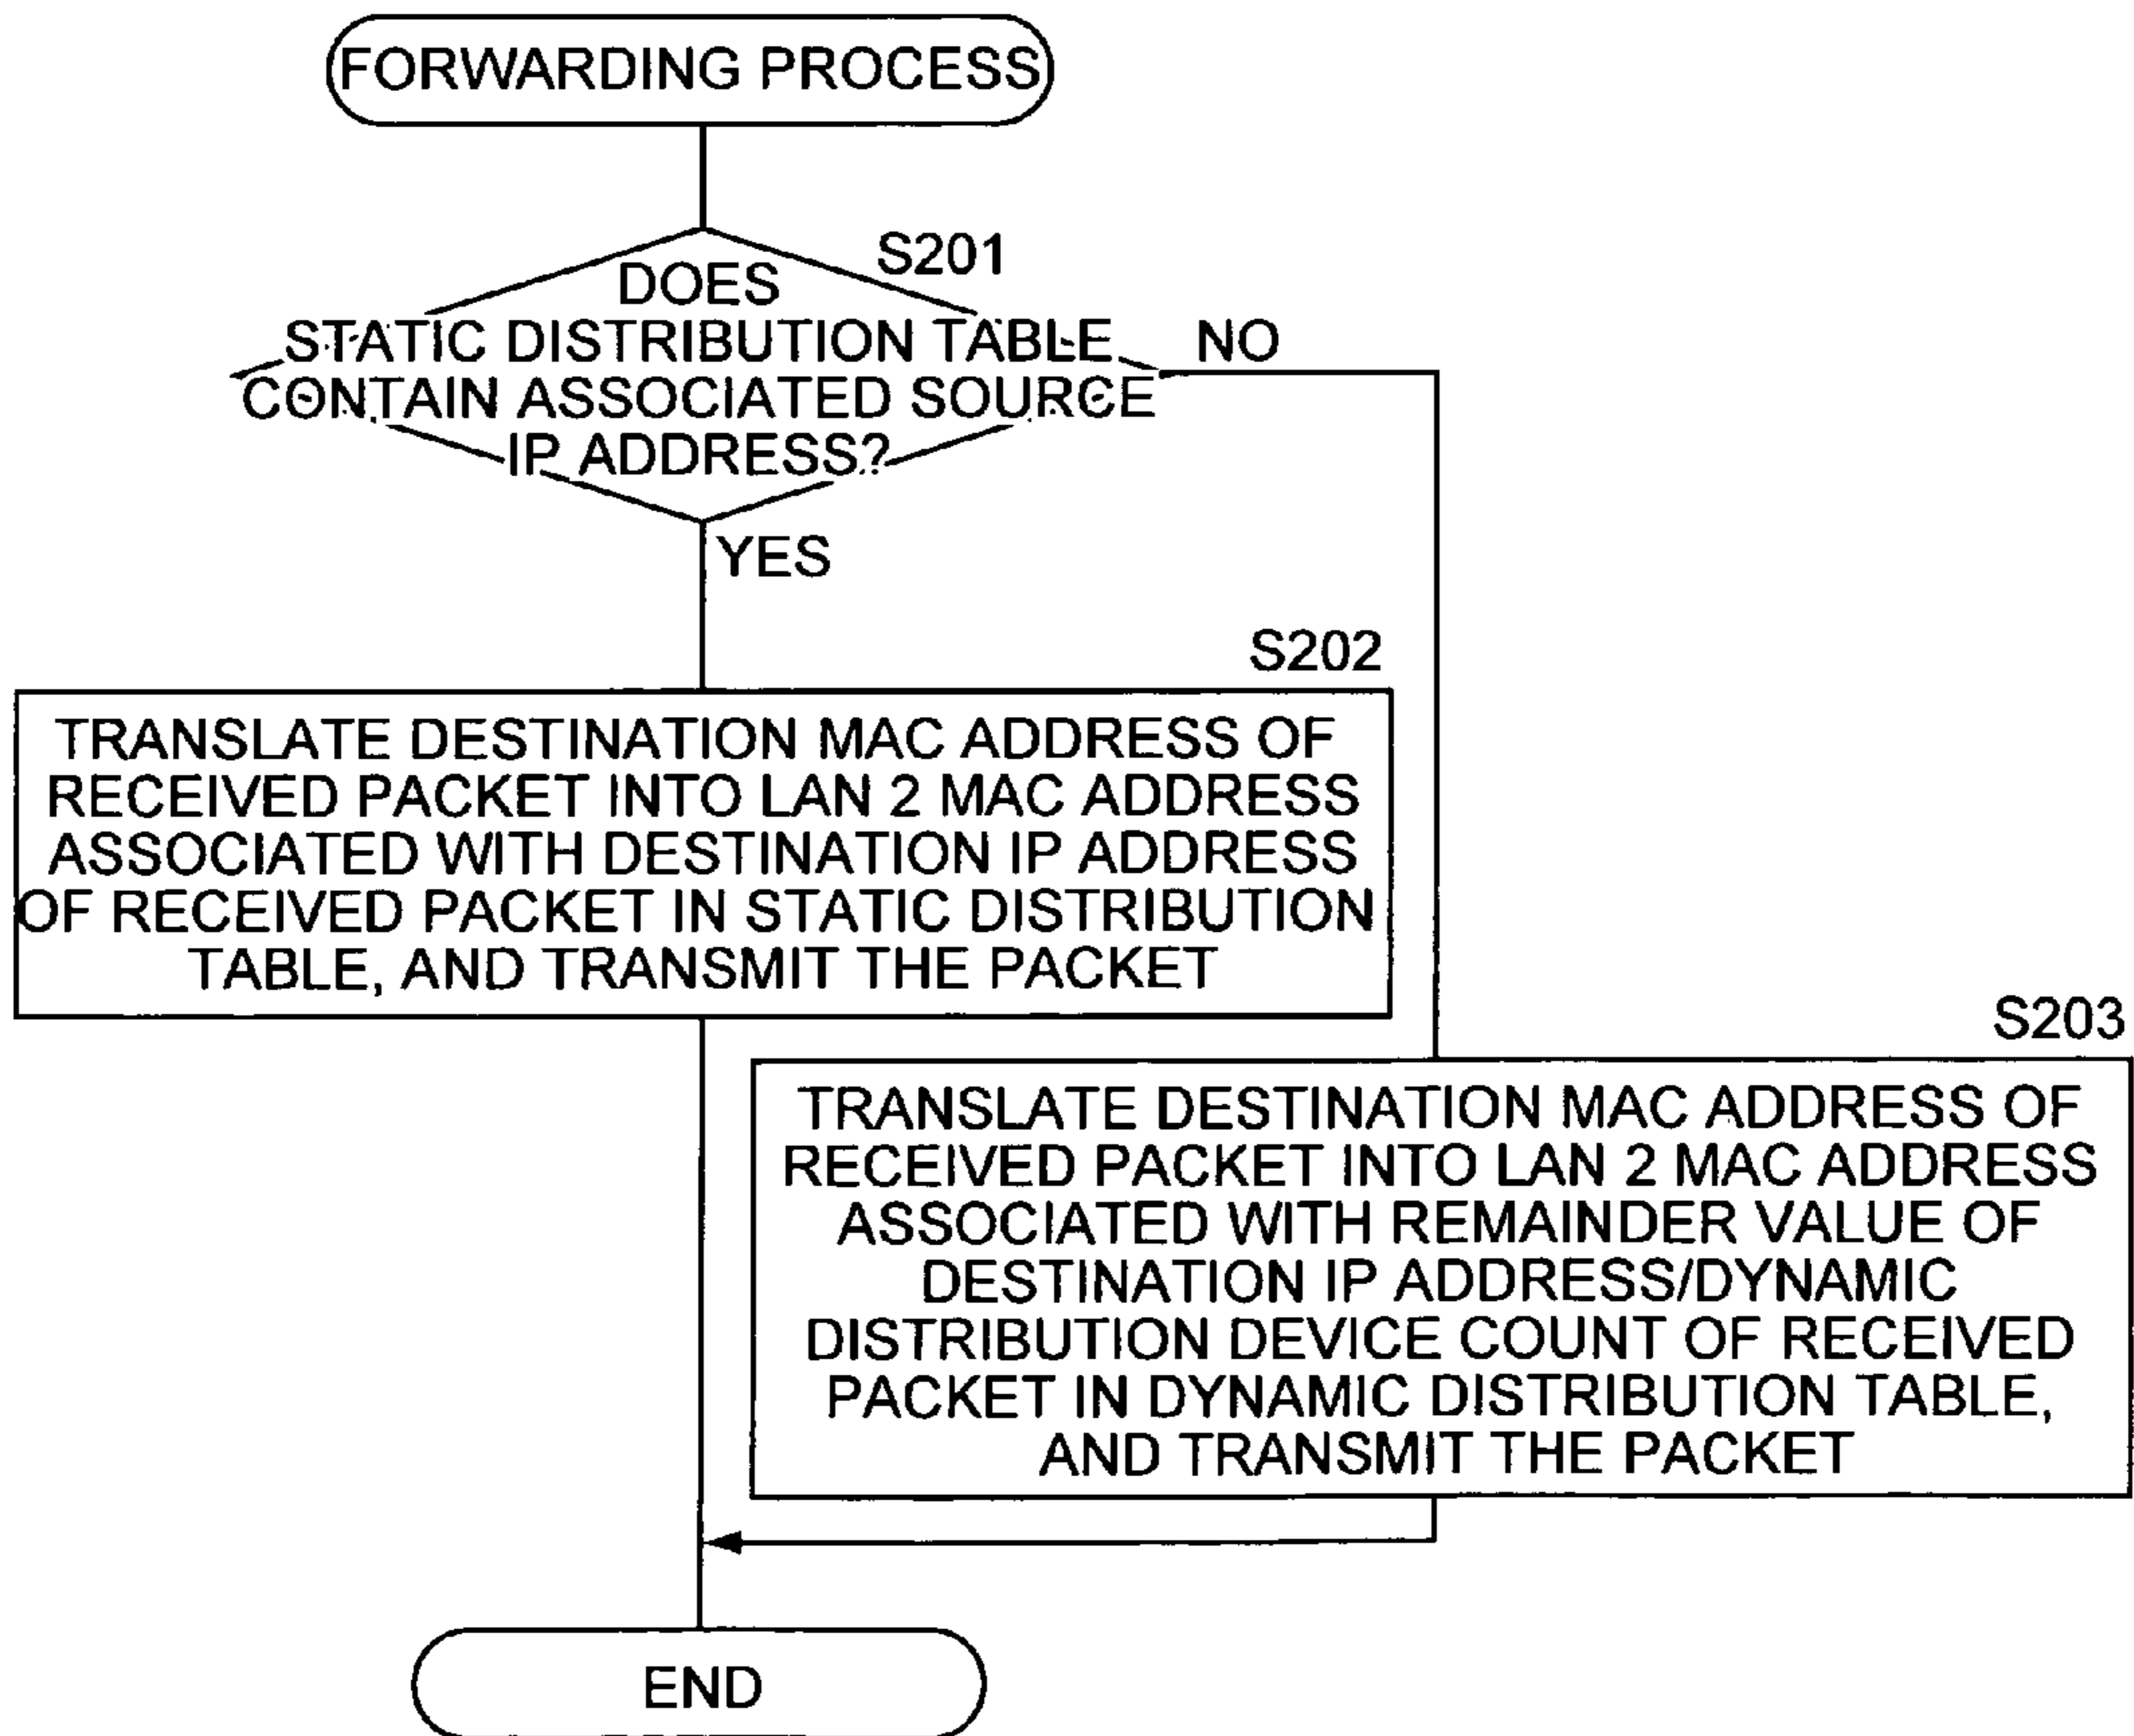 FORWARDING PROCESS
S201
DOES
STATIC DISTRIBUTION TABLE
CONTAIN ASSOCIATED SOURCE
IP ADDRESS?
NO
YES
S202
TRANSLATE DESTINATION MAC ADDRESS OF
RECEIVED PACKET INTO LAN 2 MAC ADDRESS
ASSOCIATED WITH DESTINATION IP ADDRESS
OF RECEIVED PACKET IN STATIC DISTRIBUTION
TABLE, AND TRANSMIT THE PACKET
S203
TRANSLATE DESTINATION MAC ADDRESS OF
RECEIVED PACKET INTO LAN 2 MAC ADDRESS
ASSOCIATED WITH REMAINDER VALUE OF
DESTINATION IP ADDRESS/DYNAMIC
DISTRIBUTION DEVICE COUNT OF RECEIVED
PACKET IN DYNAMIC DISTRIBUTION TABLE,
AND TRANSMIT THE PACKET
END